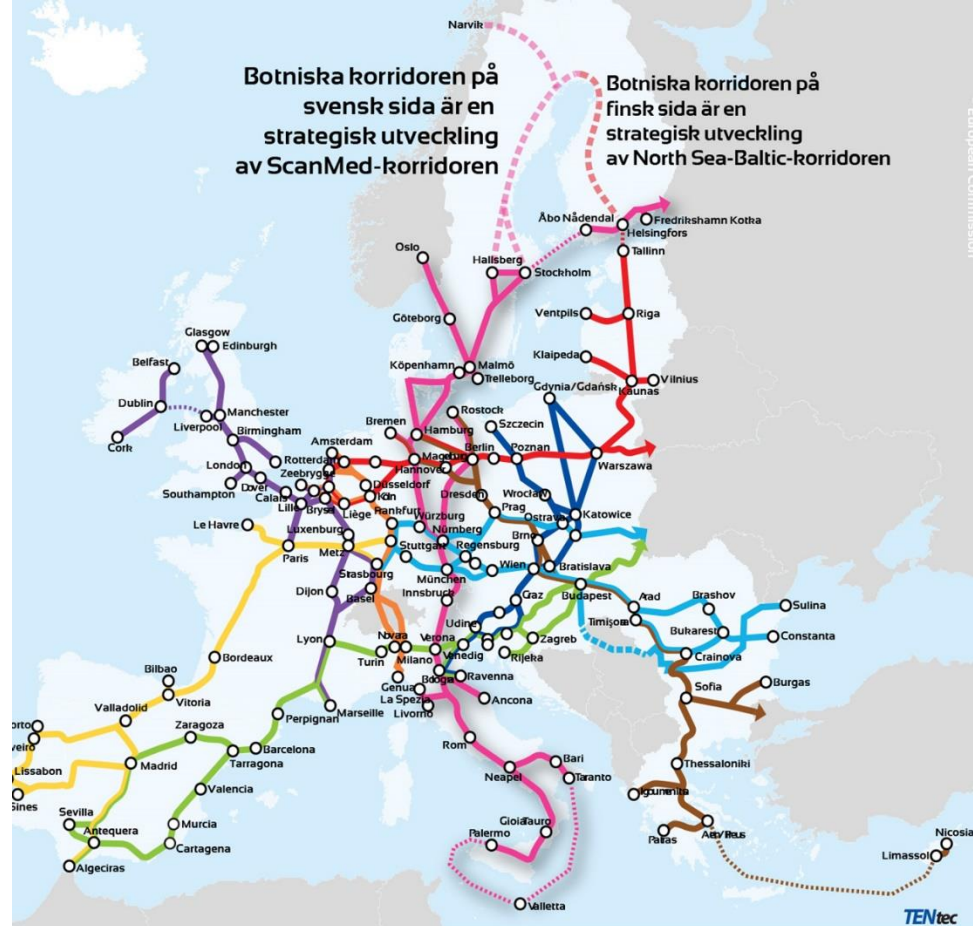 Narvik
Botniska korridoren på
svensk sida är en
strategisk utveckling
av ScanMed-korridoren
Botniska korridoren på
finsk sida är en
strategisk utveckling
av North Sea-Baltic-korridoren
European Commission
Åbo Nådendal
Fredrikshamn Kotka
Helsingfors
Oslo
Hallsberg
Stockholm
Tallinn
Göteborg
Ventpils
Riga
Glasgow
Edinburgh
Belfast
Köpenhamn
Malmö
Trelleborg
Klaipeda
Vilnius
Kaunas
Gdynia/Gdańsk
Dublin
Liverpool
Manchester
Birmingham
Cork
Bremen
Hamburg
Rostock
Szczecin
Amsterdam
Rotterdam
Berlin
Poznan
Warszawa
London
Zeebrygge
Hannover
Southampton
Dover
Calais
Düsseldorf
Dresden
Wrocław
Katowice
Lille
Bryssel
Liège
Köln
Frankfurt
Würzburg
Prag
Ostrava
Le Havre
Luxenburg
Nürnberg
Brno
Paris
Metz
Stuttgart
Regensburg
Wien
Bratislava
Strasbourg
München
Dijon
Basel
Innsbruck
Graz
Budapest
Arad
Brashov
Sulina
Udine
Timişoara
Lyon
Novara
Verona
Zagreb
Bukarest
Constanta
Turin
Milano
Venedig
Rijeka
Crainova
Bordeaux
Bologna
Ravenna
Genua
La Spezia
Livorno
Ancona
Sofia
Burgas
Bilbao
Vitoria
Marseille
Valladolid
Perpignan
Zaragoza
Rom
Bari
Barcelona
Tarragona
Madrid
Lissabon
Neapel
Taranto
Thessaloniki
Sines
Valencia
Sevilla
Murcia
Gioia Tauro
Palermo
Patras
Nicosia
Antequera
Cartagena
Limassol
Algeciras
Valletta
TENtec